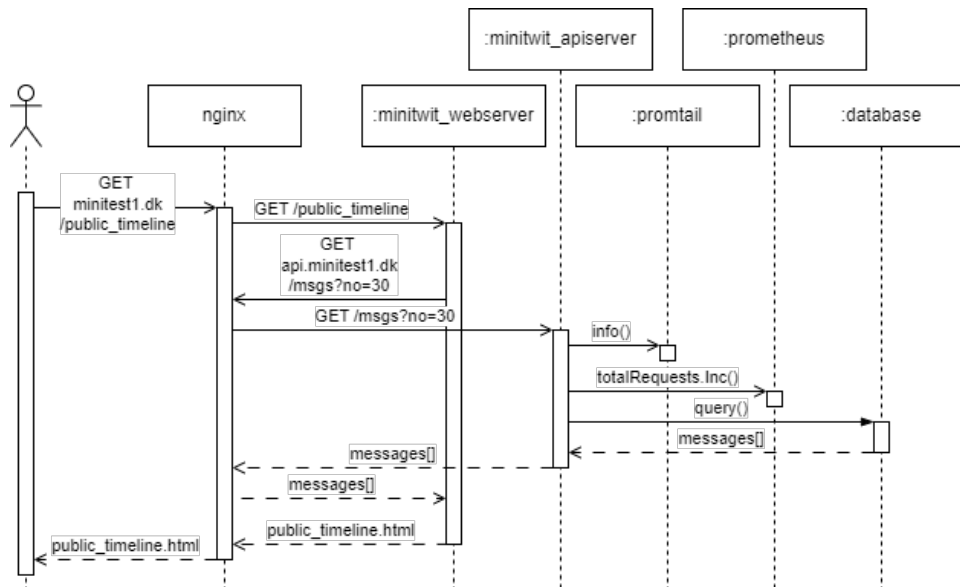 :minitwit_apiserver
:prometheus
nginx
:minitwit_webserver
:promtail
:database
GET
minitest1.dk
/public_timeline
GET /public_timeline
GET
api.minitest1.dk
/msgs?no=30
GET /msgs?no=30
info()
totalRequests.Inc()
query()
messages[]
messages[]
messages[]
public_timeline.html
public_timeline.html